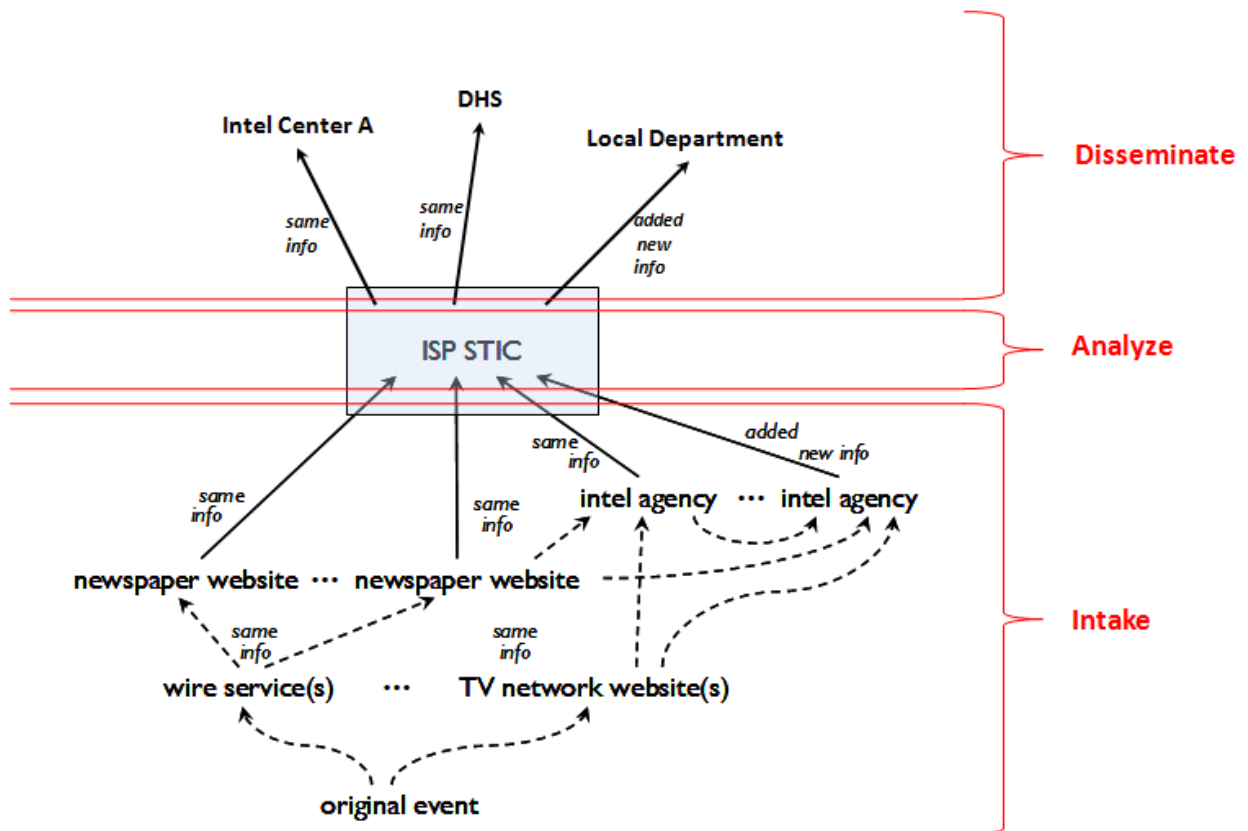 DHS
Intel Center A
Local Department
Disseminate
same
info
same
info
added
new
info
ISP STIC
Analyze
added
new info
same
info
intel agency ... intel agency
same
info
same
info
newspaper website ... newspaper website
Intake
same
info
same
info
wire service(s) ... TV network website(s)
original event